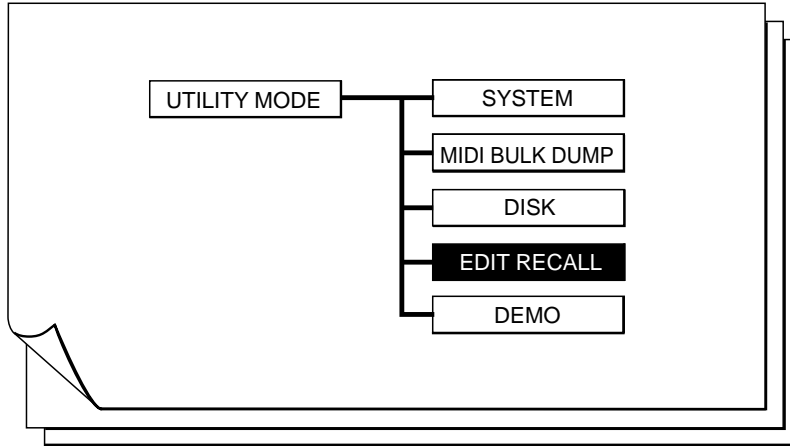 UTILITY MODE
SYSTEM
MIDI BULK DUMP
DISK
EDIT RECALL
DEMO